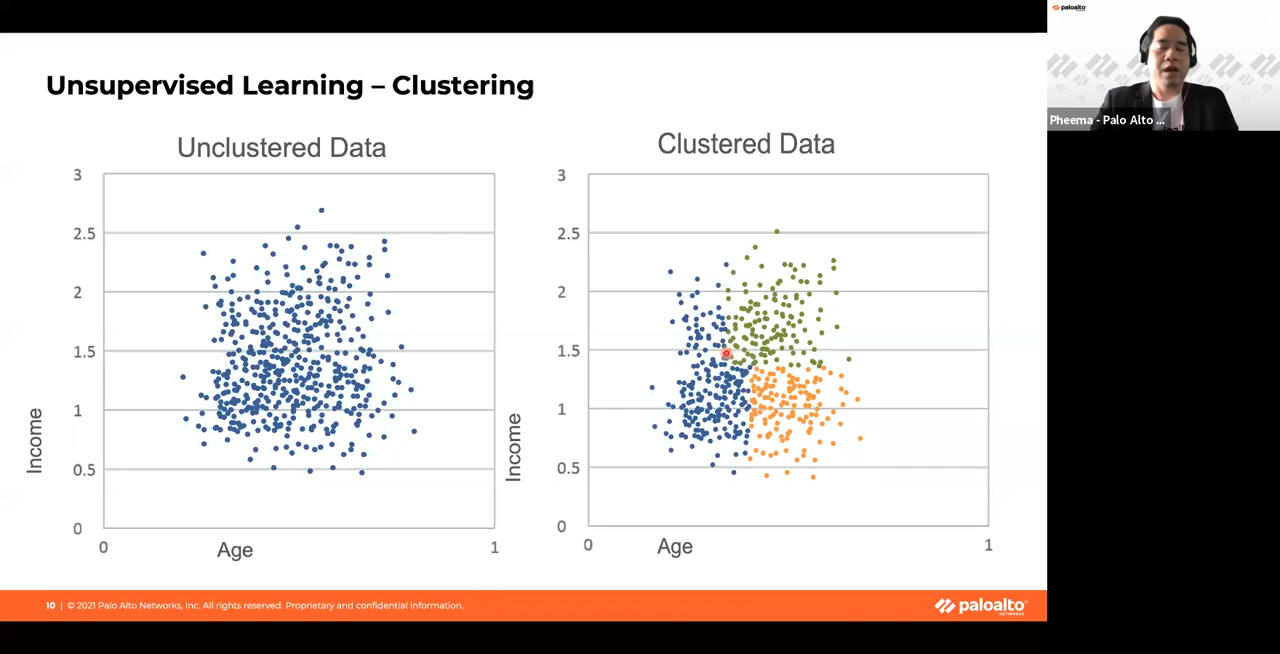 Unsupervised Learning – Clustering
Unclustered Data
3
2.5
2
1.5
1
0.5
0
Income
0
Age
1
Clustered Data
3
2.5
2
1.5
1
0.5
0
Income
0
Age
1
10 | © 2021 Palo Alto Networks, Inc. All rights reserved. Proprietary and confidential information.
paloalto
NETWORKS
paloalto
Pheema - Palo Alto ...